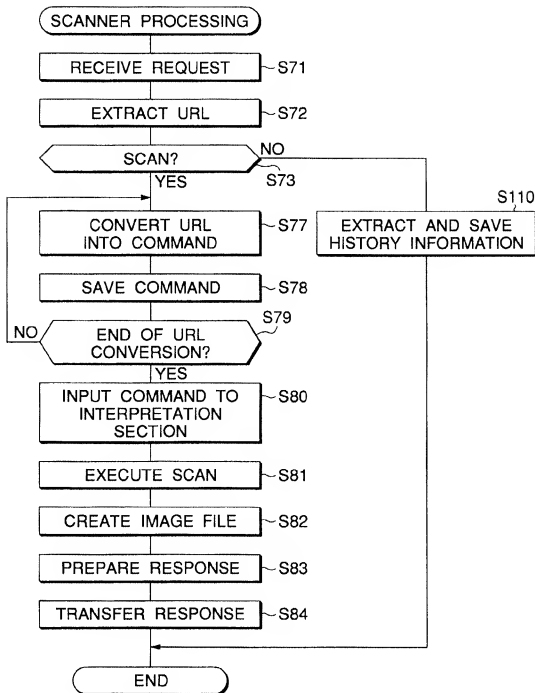 SCANNER PROCESSING
RECEIVE REQUEST
S71
EXTRACT URL
S72
SCAN?
NO
S73
YES
S110
CONVERT URL
INTO COMMAND
S77
EXTRACT AND SAVE
HISTORY INFORMATION
SAVE COMMAND
S78
S79
NO
END OF URL
CONVERSION?
YES
INPUT COMMAND TO
INTERPRETATION
SECTION
S80
EXECUTE SCAN
S81
CREATE IMAGE FILE
S82
PREPARE RESPONSE
S83
TRANSFER RESPONSE
S84
END